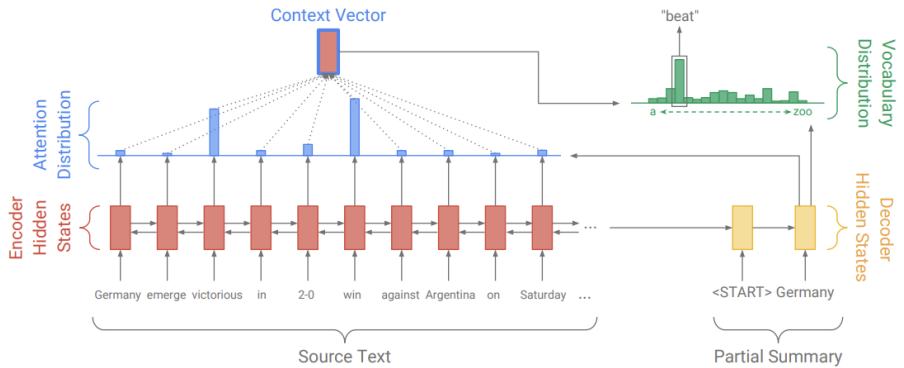 Context Vector
"beat"
Attention
Distribution
a
zoo
Vocabulary
Distribution
Encoder
Hidden
States
...
Decoder
Hidden States
Germany emerge victorious in 2-0 win against Argentina on Saturday ...
<START> Germany
Source Text
Partial Summary